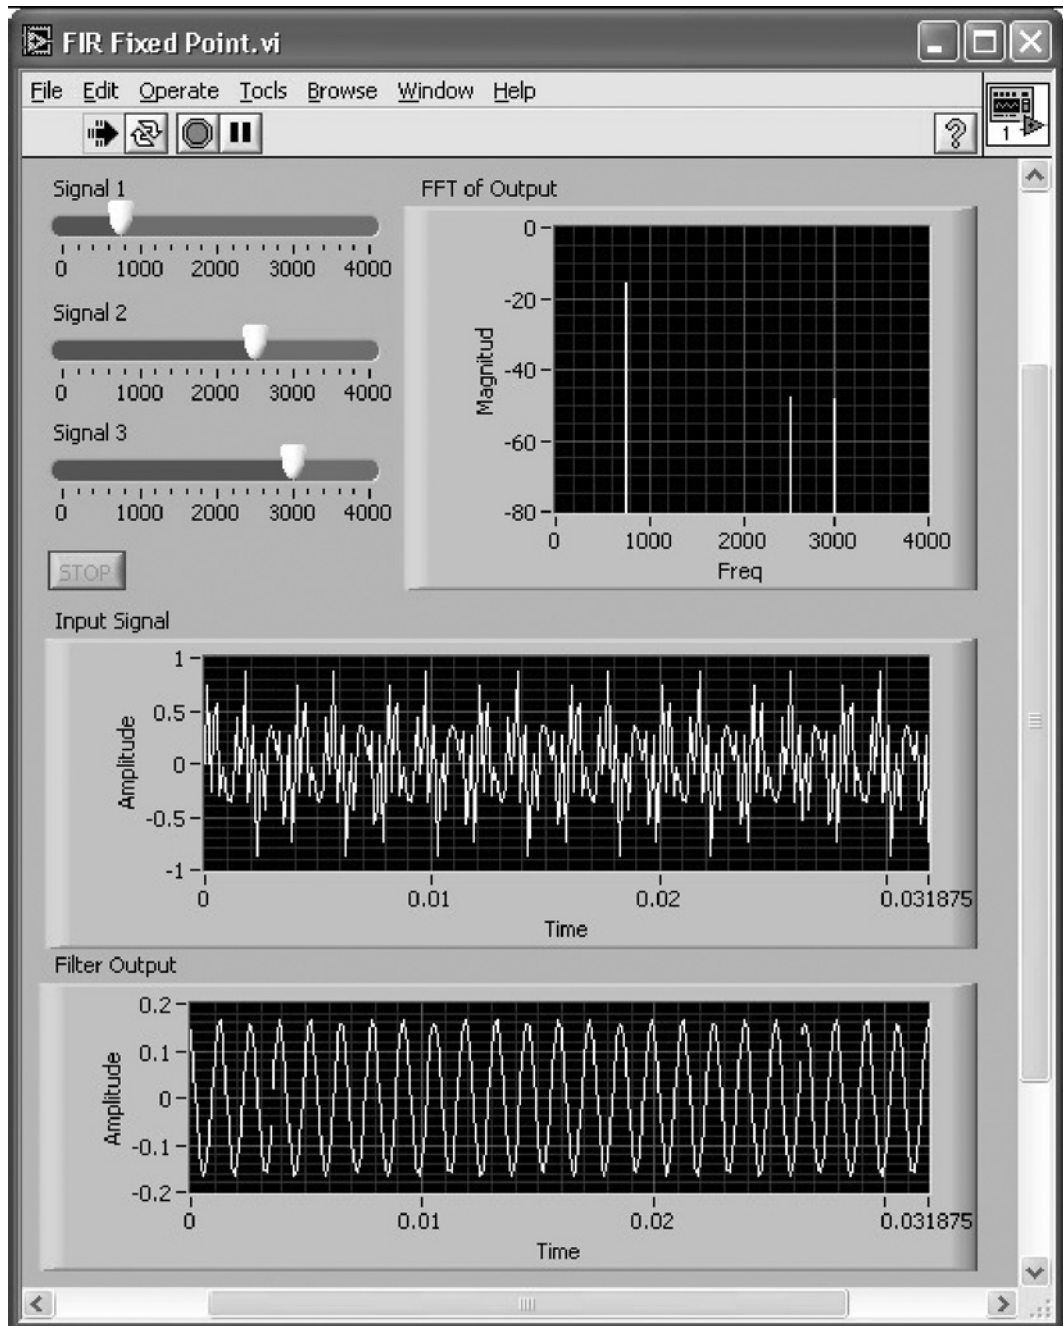 FIR Fixed Point.vi
File Edit Operate Tocls Browse Window Help
1
Signal 1
0 1000 2000 3000 4000
Signal 2
0 1000 2000 3000 4000
Signal 3
0 1000 2000 3000 4000
STOP
FFT of Output
Magnitud
0
-20
-40
-60
-80
0 1000 2000 3000 4000
Freq
Input Signal
Amplitude
1
0.5
0
-0.5
-1
0 0.01 0.02 0.031875
Time
Filter Output
Amplitude
0.2
0.1
0
-0.1
-0.2
0 0.01 0.02 0.031875
Time